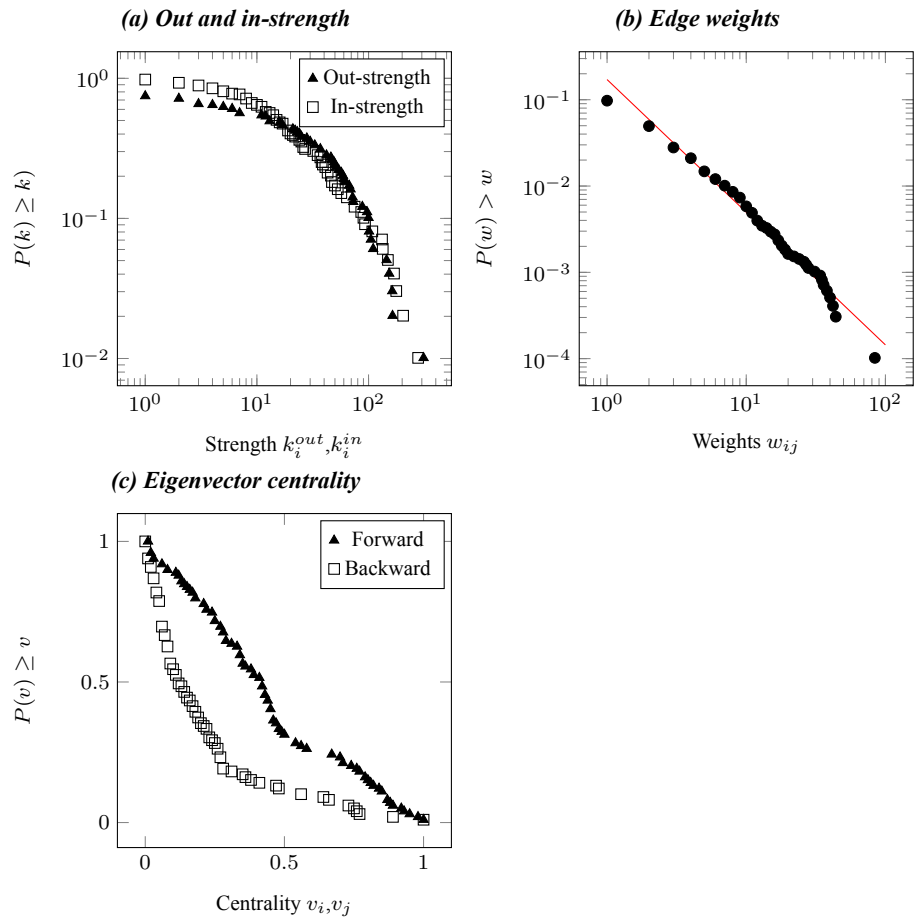 (a) Out and in-strength
P(k) ≥ k)
10^0
10^{-1}
10^{-2}
10^0
10^1
10^2
Strength k_i^{out},k_i^{in}
Out-strength
In-strength
(b) Edge weights
P(w) > w
10^{-1}
10^{-2}
10^{-3}
10^{-4}
10^0
10^1
10^2
Weights w_{ij}
(c) Eigenvector centrality
P(v) ≥ v
1
0.5
0
0
0.5
1
Centrality v_i,v_j
Forward
Backward